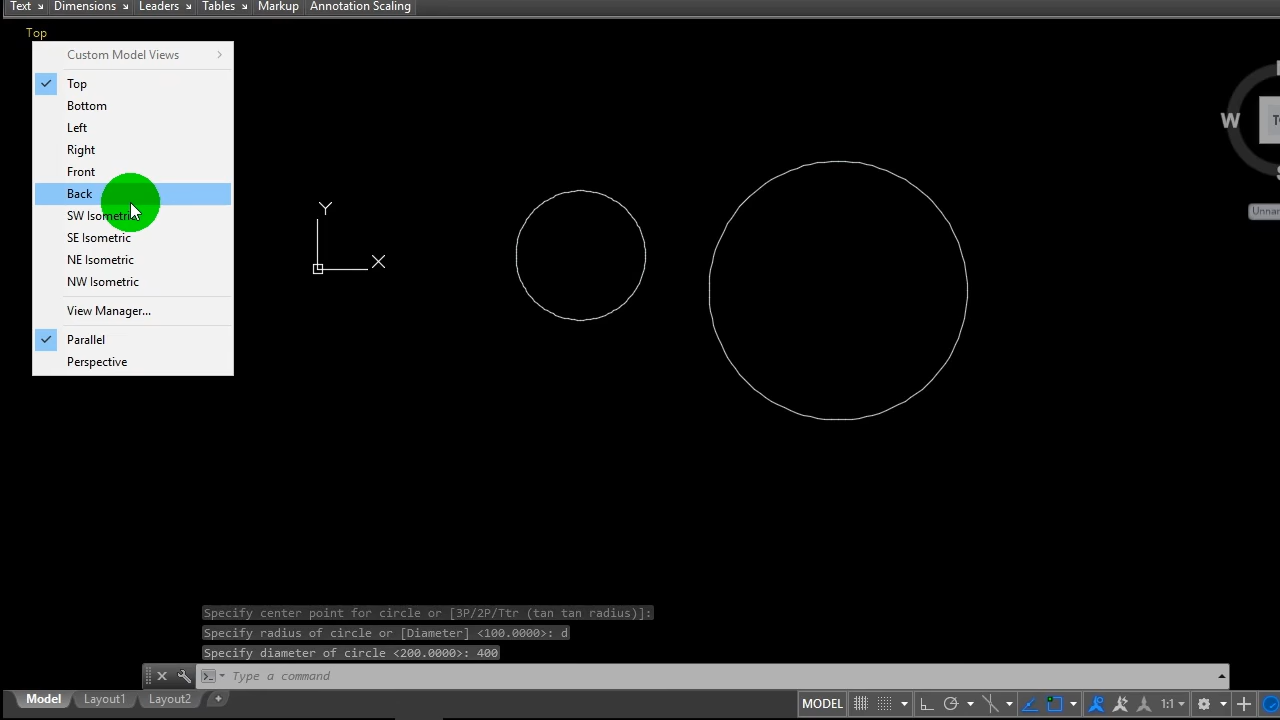 Text Dimensions Leaders Tables Markup Annotation Scaling
Top
Custom Model Views
Top
Bottom
Left
Right
Front
Back
SW Isometric
SE Isometric
NE Isometric
NW Isometric
View Manager...
Parallel
Perspective
W
Y
X
Specify center point for circle or [3P/2P/Ttr (tan tan radius)]:
Specify radius of circle or [Diameter] <100.0000>: d
Specify diameter of circle <200.0000>: 400
Type a command
Model Layout1 Layout2 +
MODEL 1:1